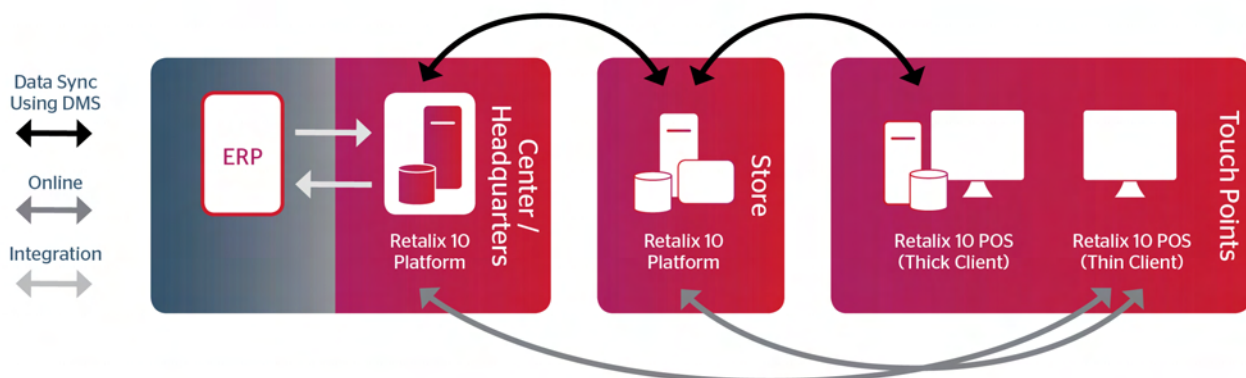 Data Sync
Using DMS
Online
Integration
ERP
Retalix 10
Platform
Center /
Headquarters
Retalix 10
Platform
Store
Retalix 10 POS
(Thick Client)
Retalix 10 POS
(Thin Client)
Touch Points